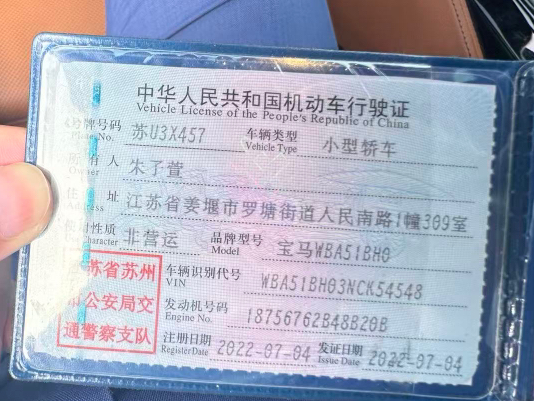 中华人民共和国机动车行驶证
Vehicle License of the People's Republic of China
号牌号码 苏U3X457 车辆类型 小型轿车
Plate No. Vehicle Type
所有人 朱子萱
Owner
住址 江苏省姜堰市罗塘街道人民南路1幢309室
Address
使用性质 非营运 品牌型号 宝马WBA51BH0
Character Model
苏省苏州
市公安局交
通警察支队
车辆识别代号 WBA51BH03NCK54548
VIN
发动机号码 18756762B48B20B
Engine No.
注册日期 2022-07-04 发证日期 2022-07-04
Register Date Issue Date